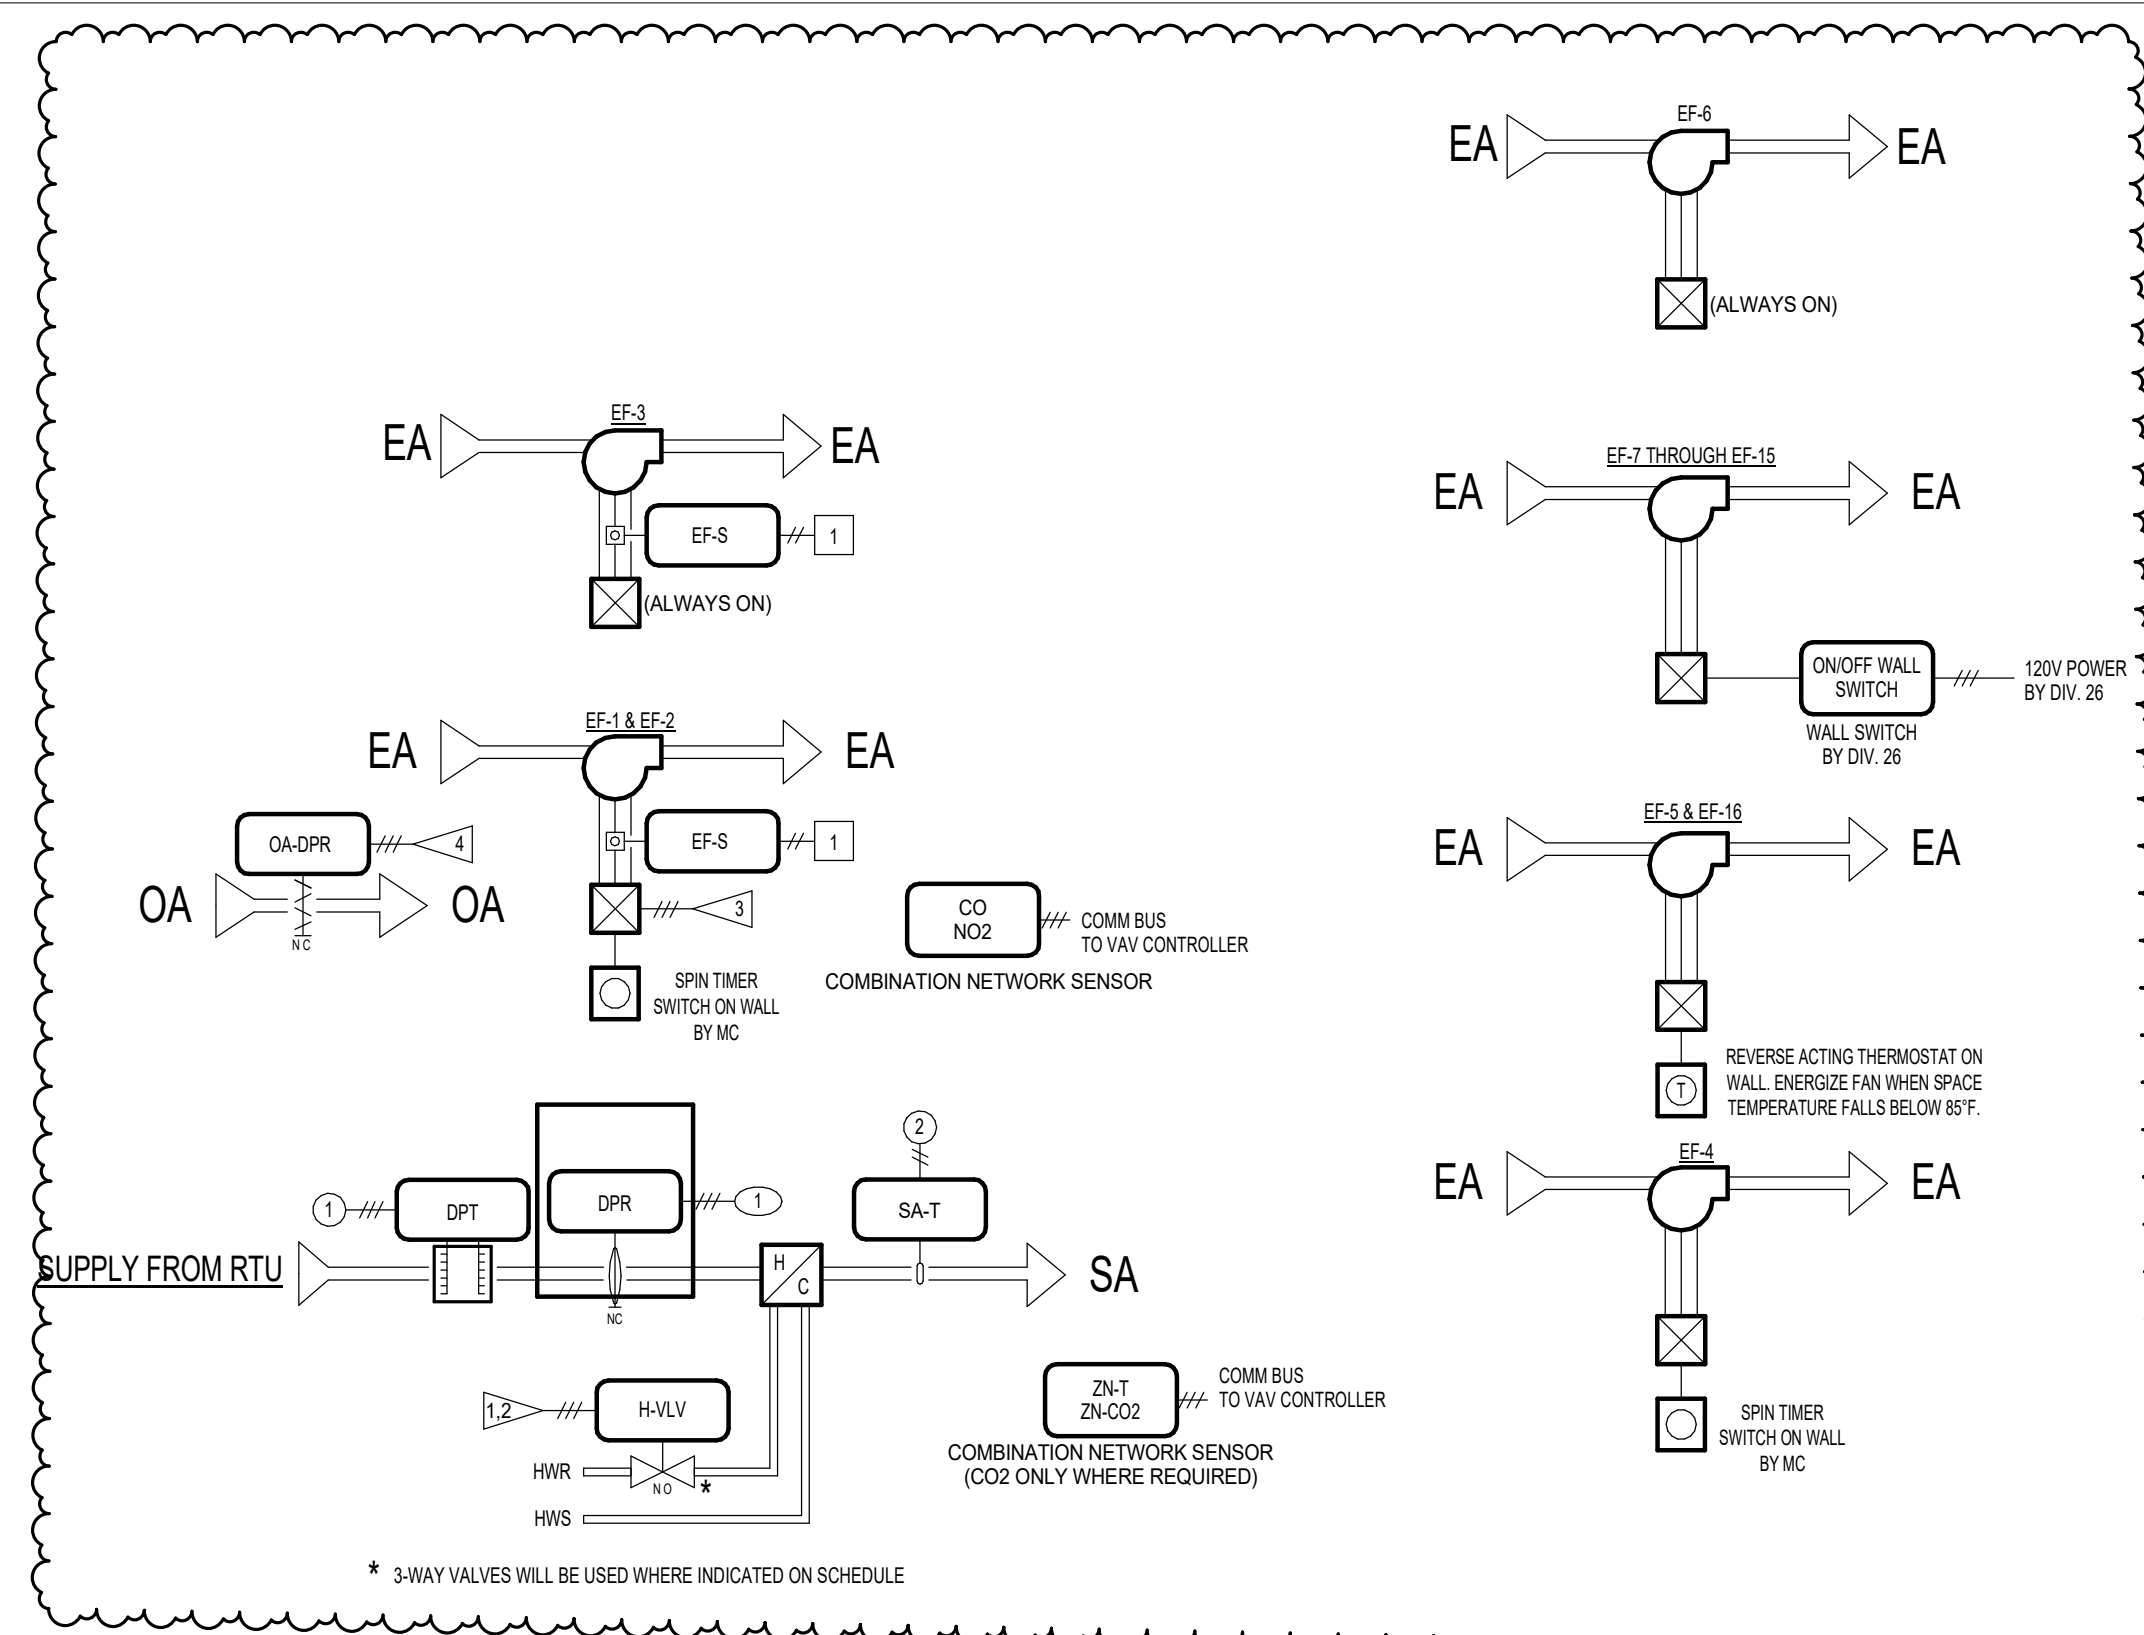 EF-6
EA
EA
(ALWAYS ON)
EF-3
EA
EA
EF-S
1
(ALWAYS ON)
EF-7 THROUGH EF-15
EA
EA
ON/OFF WALL
SWITCH
120V POWER
BY DIV. 26
WALL SWITCH
BY DIV. 26
EF-1 & EF-2
EA
EA
EF-S
1
3
SPIN TIMER
SWITCH ON WALL
BY MC
OA-DPR
4
OA
OA
NC
CO
NO2
COMM BUS
TO VAV CONTROLLER
COMBINATION NETWORK SENSOR
EF-5 & EF-16
EA
EA
T
REVERSE ACTING THERMOSTAT ON
WALL. ENERGIZE FAN WHEN SPACE
TEMPERATURE FALLS BELOW 85°F.
SUPPLY FROM RTU
1
DPT
DPR
1
NC
H
C
2
SA-T
SA
1,2
H-VLV
HWR
NO
*
HWS
ZN-T
ZN-CO2
COMM BUS
TO VAV CONTROLLER
COMBINATION NETWORK SENSOR
(CO2 ONLY WHERE REQUIRED)
EF-4
EA
EA
SPIN TIMER
SWITCH ON WALL
BY MC
* 3-WAY VALVES WILL BE USED WHERE INDICATED ON SCHEDULE